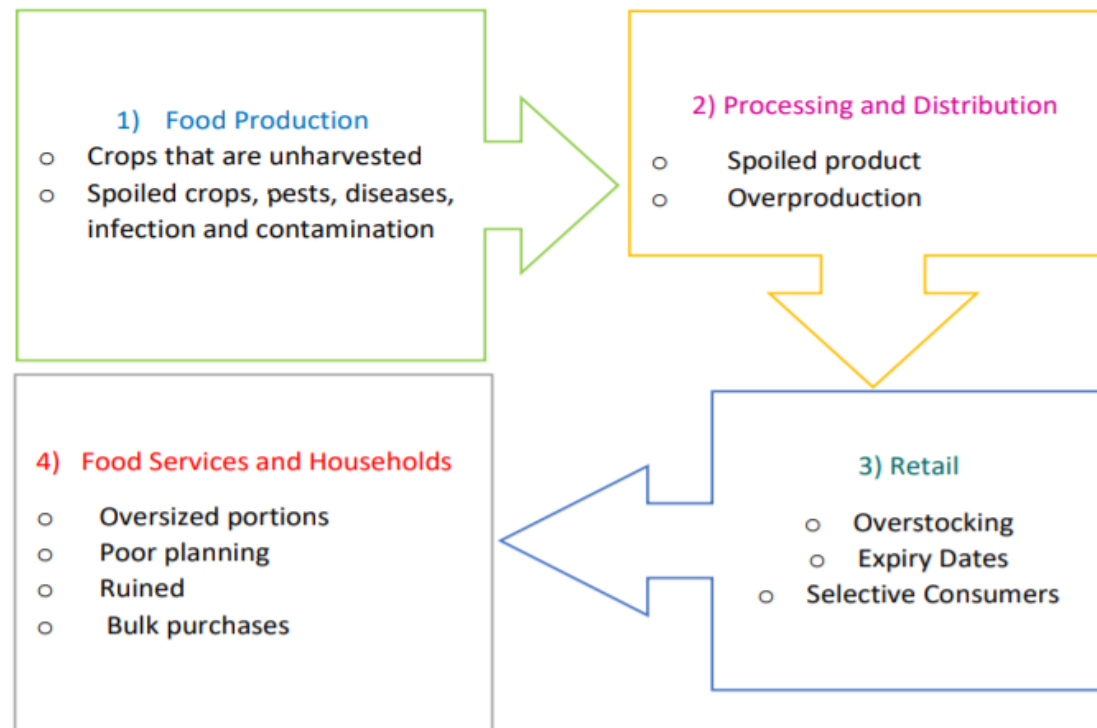 1) Food Production
o Crops that are unharvested
o Spoiled crops, pests, diseases,
infection and contamination
2) Processing and Distribution
o Spoiled product
o Overproduction
3) Retail
o Overstocking
o Expiry Dates
o Selective Consumers
4) Food Services and Households
o Oversized portions
o Poor planning
o Ruined
o Bulk purchases